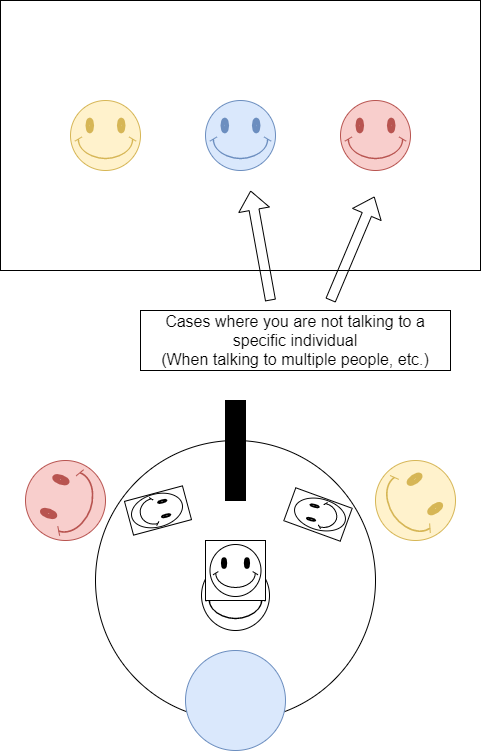 Cases where you are not talking to a
specific individual
(When talking to multiple people, etc.)